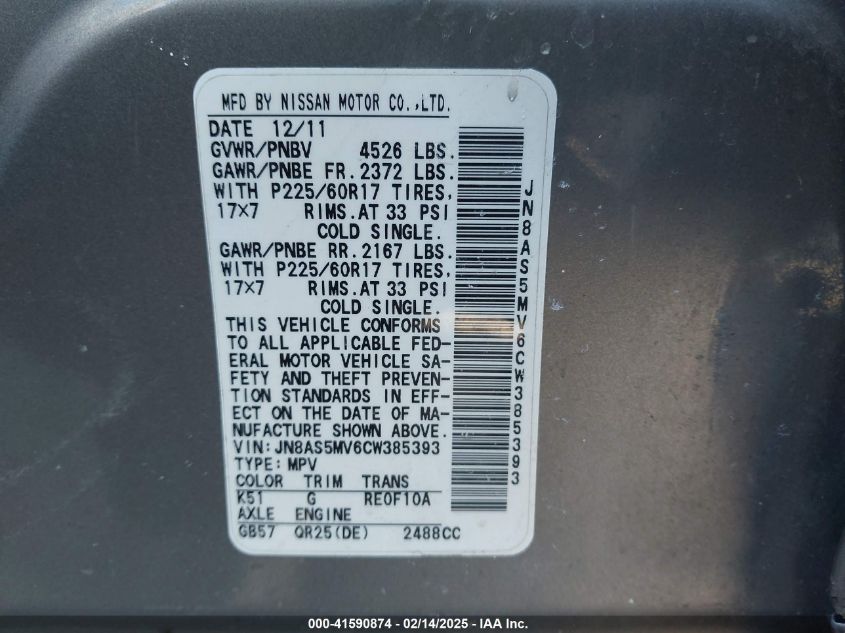 MFD BY NISSAN MOTOR CO.,LTD.
DATE 12/11
GVWR/PNBV 4526 LBS.
GAWR/PNBE FR. 2372 LBS.
WITH P225/60R17 TIRES,
17×7 RIMS.AT 33 PSI
COLD SINGLE.
GAWR/PNBE RR. 2167 LBS.
WITH P225/60R17 TIRES,
17×7 RIMS.AT 33 PSI
COLD SINGLE.
THIS VEHICLE CONFORMS
TO ALL APPLICABLE FED-
ERAL MOTOR VEHICLE SA-
FETY AND THEFT PREVEN-
TION STANDARDS IN EFF-
ECT ON THE DATE OF MA-
NUFACTURE SHOWN ABOVE.
VIN:JN8AS5MV6CW385393
TYPE:MPV
COLOR TRIM TRANS
K51 G RE0F10A
AXLE ENGINE
GB57 QR25(DE) 2488CC
JN8AS5MV6CW385393
000-41590874 - 02/14/2025 - IAA Inc.